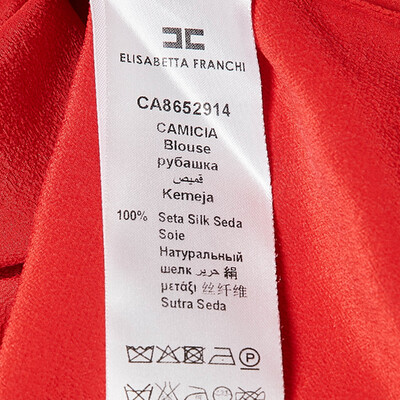 ELISABETTA FRANCHI
CA8652914
CAMICIA
Blouse
рубашка
قميص
Kemeja
100% Seta Silk Seda
Soie
Натуральный
шелк حرير 絹
μετάξι 丝纤维
Sutra Seda
P